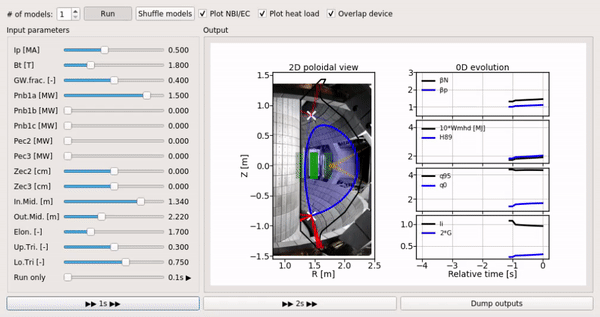 # of models: 1 Run Shuffle models ✓ Plot NBI/EC ✓ Plot heat load ✓ Overlap device
Input parameters
Ip [MA] 0.500
Bt [T] 1.800
GW.frac. [-] 0.400
Pnb1a [MW] 1.500
Pnb1b [MW] 0.000
Pnb1c [MW] 0.000
Pec2 [MW] 0.000
Pec3 [MW] 0.000
Zec2 [cm] 0.000
Zec3 [cm] 0.000
In.Mid. [m] 1.340
Out.Mid. [m] 2.220
Elon. [-] 1.700
Up.Tri. [-] 0.300
Lo.Tri [-] 0.750
Run only 0.1s ▶
Output
2D poloidal view
1.5
1.0
0.5
0.0
−0.5
−1.0
−1.5
Z [m]
1.0 1.5 2.0 2.5
R [m]
0D evolution
3
2
1
βN
βp
4
2
10*Wmhd [MJ]
H89
4
2
q95
q0
1.0
0.5
li
2*G
−4 −3 −2 −1 0
Relative time [s]
▶▶ 1s ▶▶ ▶▶ 2s ▶▶ Dump outputs